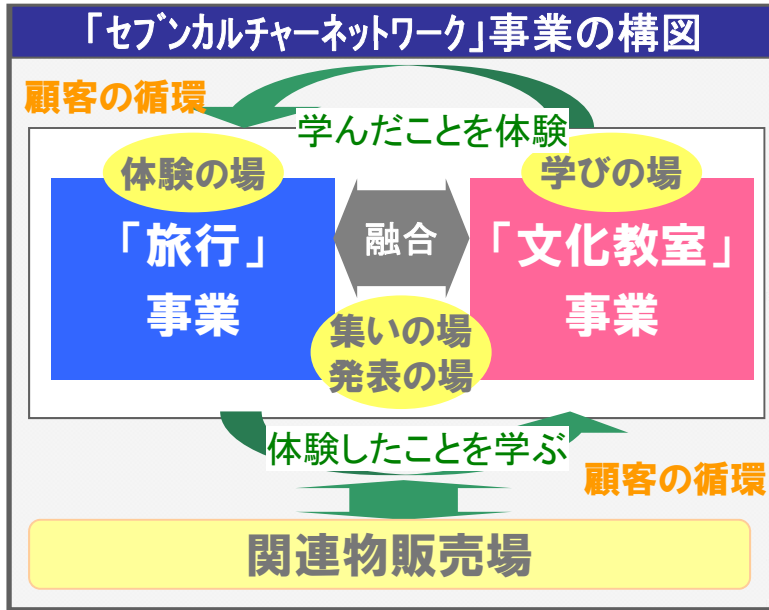 「セブンカルチャーネットワーク」事業の構図
顧客の循環
学んだことを体験
体験の場
学びの場
「旅行」
事業
融合
「文化教室」
事業
集いの場
発表の場
体験したことを学ぶ
顧客の循環
関連物販売場